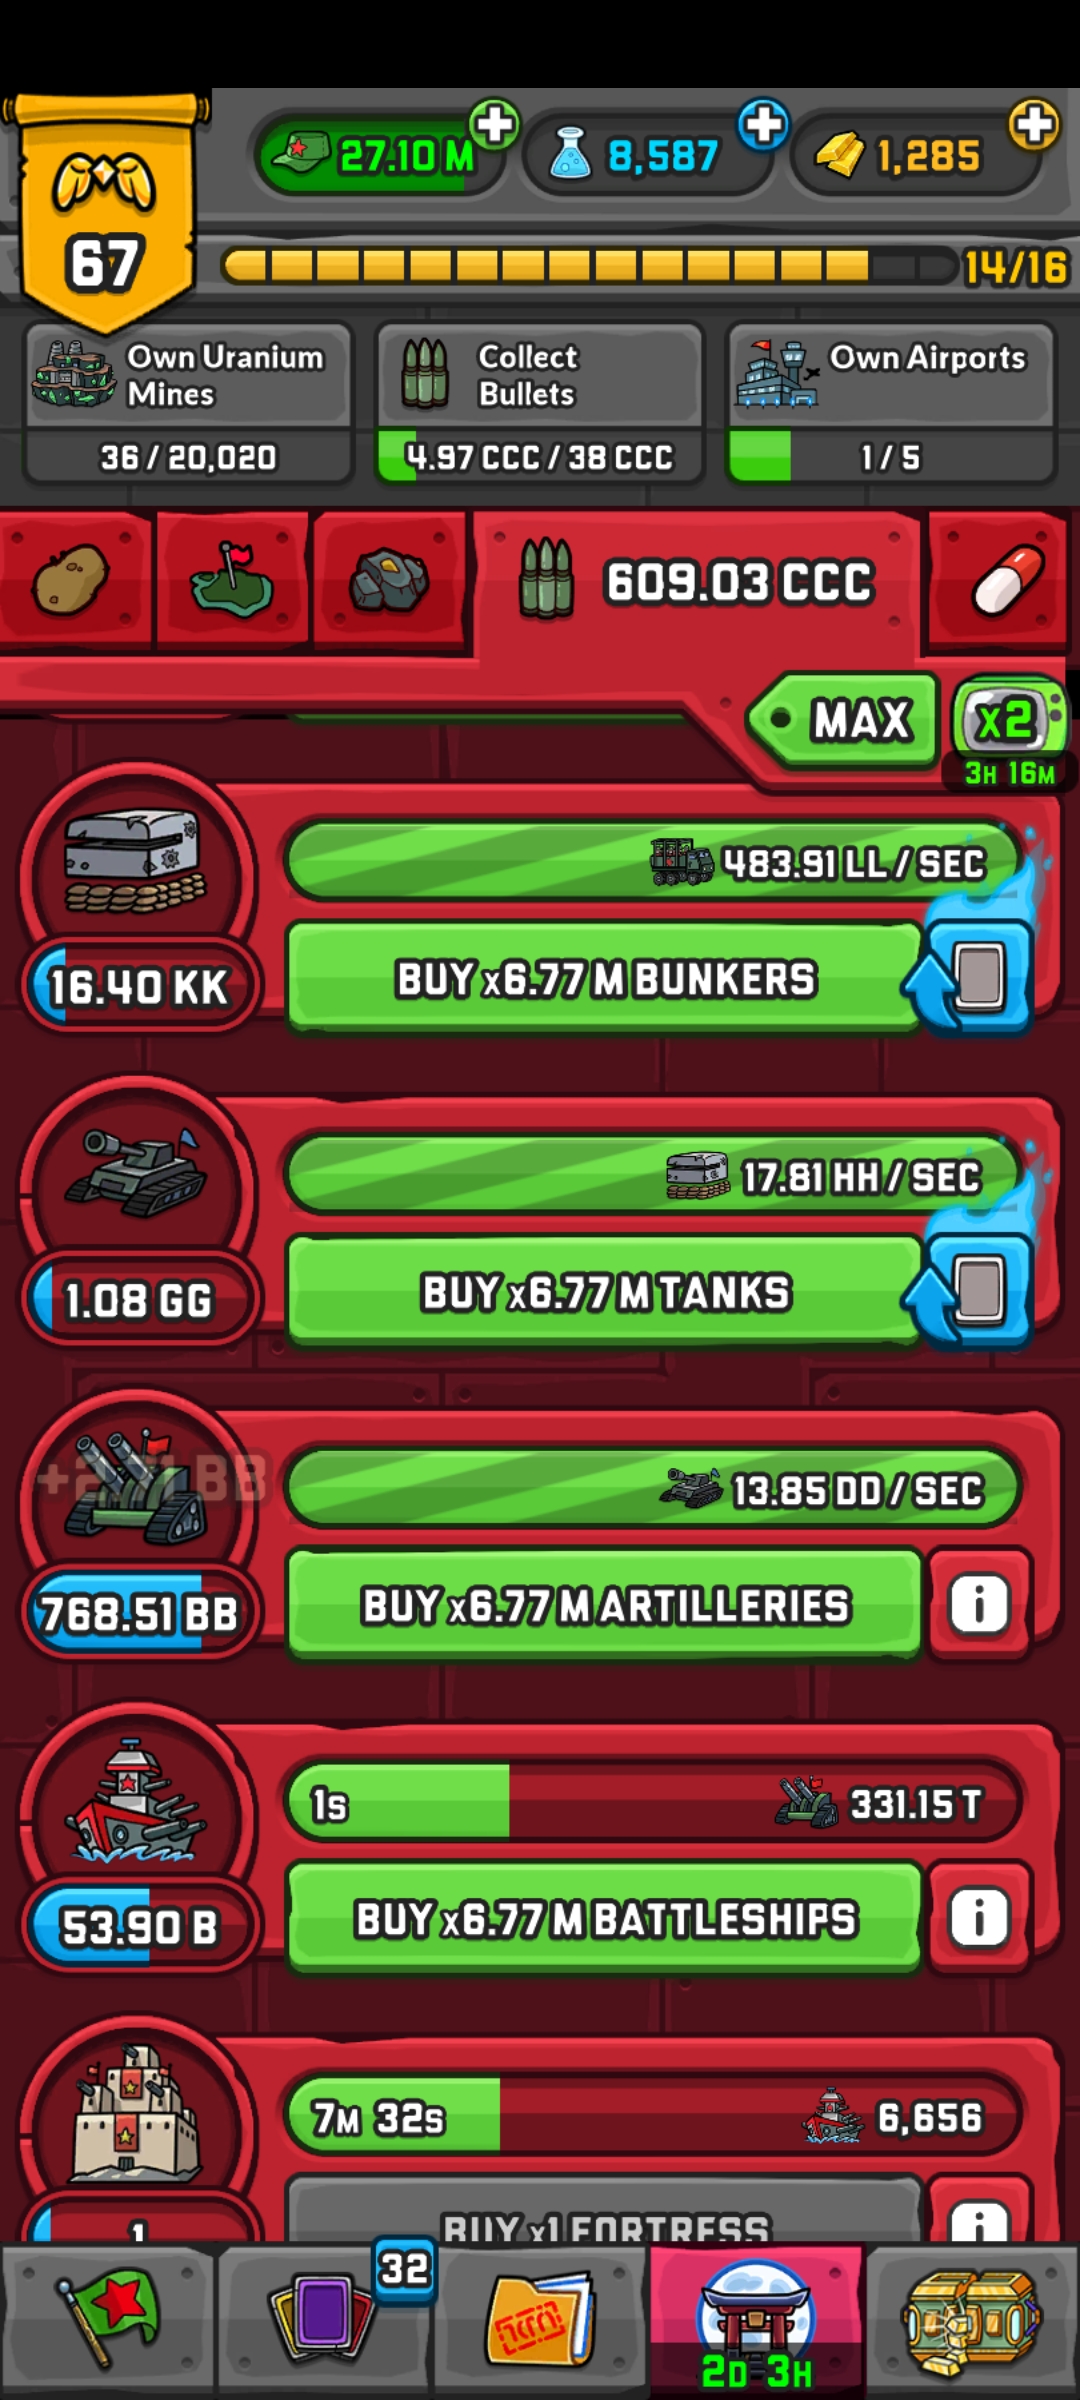 27.10 M
8,587
1,285
67
14/16
Own Uranium
Mines
Collect
Bullets
Own Airports
36 / 20,020
4.97 CCC / 38 CCC
1 / 5
609.03 CCC
MAX
x2
3H 16M
483.91 LL / SEC
BUY x6.77 M BUNKERS
16.40 KK
17.81 HH / SEC
BUY x6.77 M TANKS
1.08 GG
13.85 DD / SEC
BUY x6.77 M ARTILLERIES
i
768.51 BB
1s
331.15 T
BUY x6.77 M BATTLESHIPS
i
53.90 B
7M 32s
6,656
BUY x1 FORTRESS
i
1
32
2D 3H